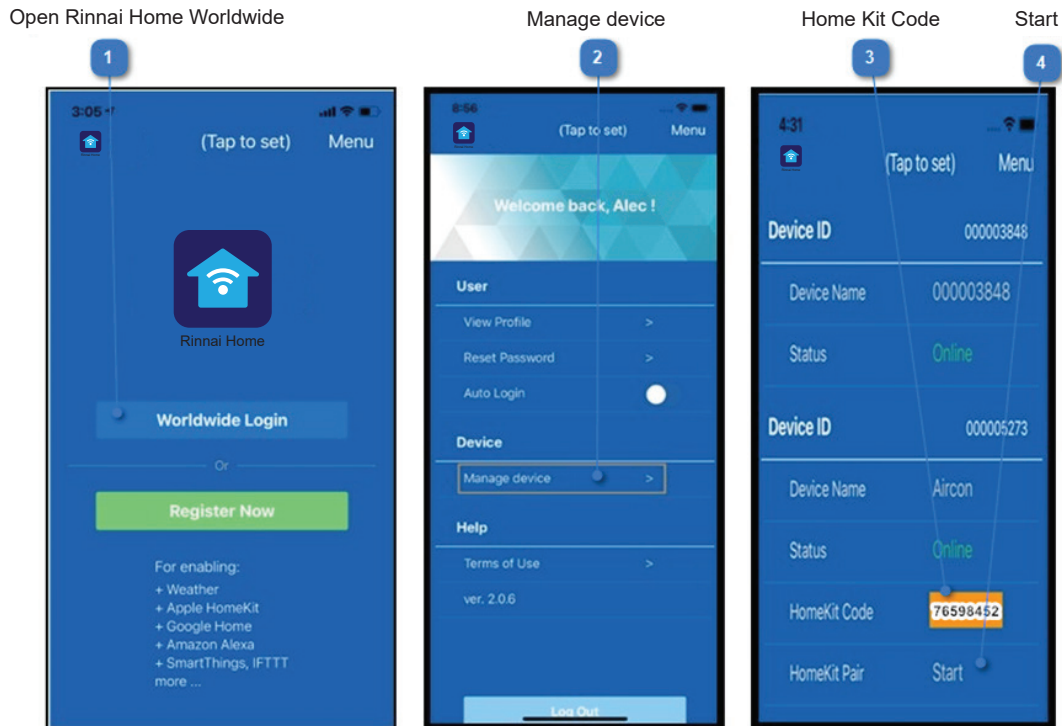 Open Rinnai Home Worldwide
Manage device
Home Kit Code
Start
1
2
3
4
3:05
(Tap to set)
Menu
Rinnai Home
Worldwide Login
Or
Register Now
For enabling:
+ Weather
+ Apple HomeKit
+ Google Home
+ Amazon Alexa
+ SmartThings, IFTTT
more ...
8:56
(Tap to set)
Menu
Welcome back, Alec !
User
View Profile >
Reset Password >
Auto Login
Device
Manage device >
Help
Terms of Use >
ver. 2.0.6
Log Out
4:31
(Tap to set)
Menu
Device ID 000003848
Device Name 000003848
Status Online
Device ID 000005273
Device Name Aircon
Status Online
HomeKit Code 76598452
HomeKit Pair Start